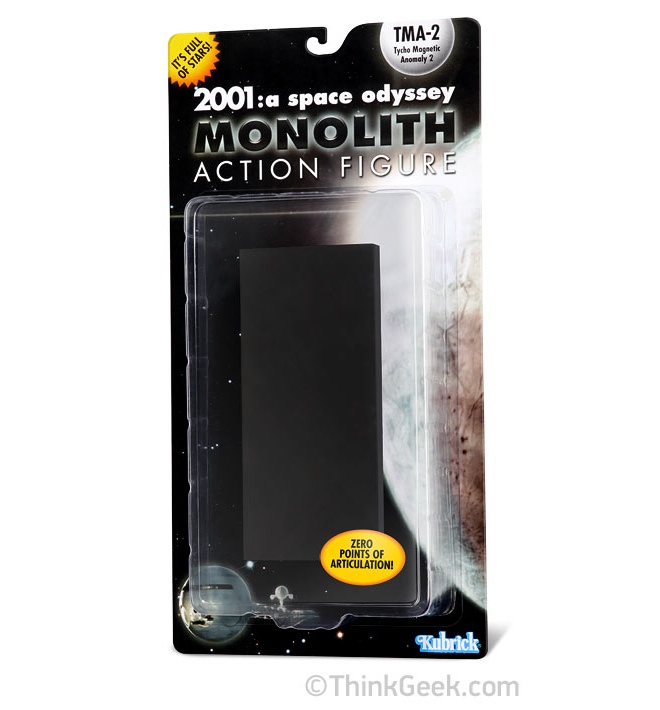 IT'S FULL
OF STARS!
TMA-2
Tycho Magnetic
Anomaly 2
2001: a space odyssey
MONOLITH
ACTION FIGURE
ZERO
POINTS OF
ARTICULATION!
Kubrick
©ThinkGeek.com